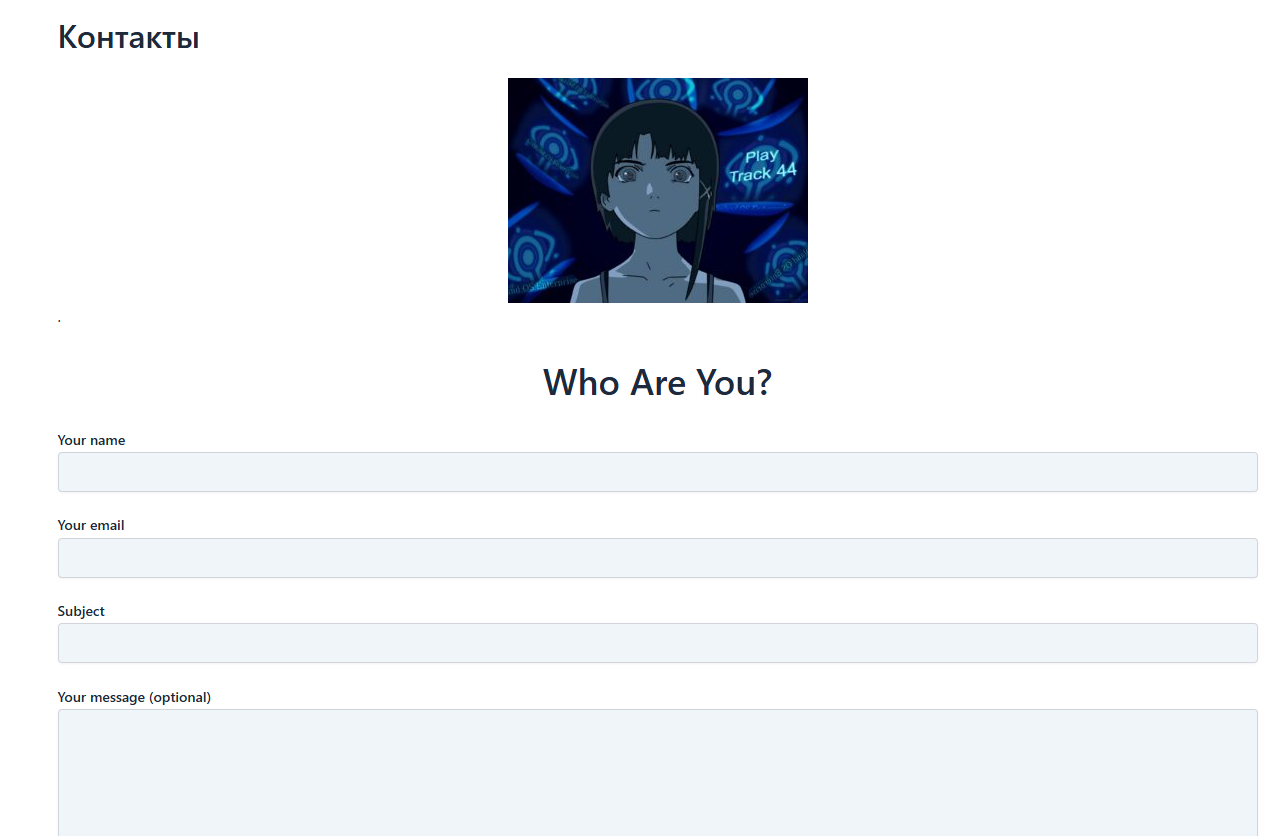 Контакты
Play
Track 44
.
Who Are You?
Your name
Your email
Subject
Your message (optional)